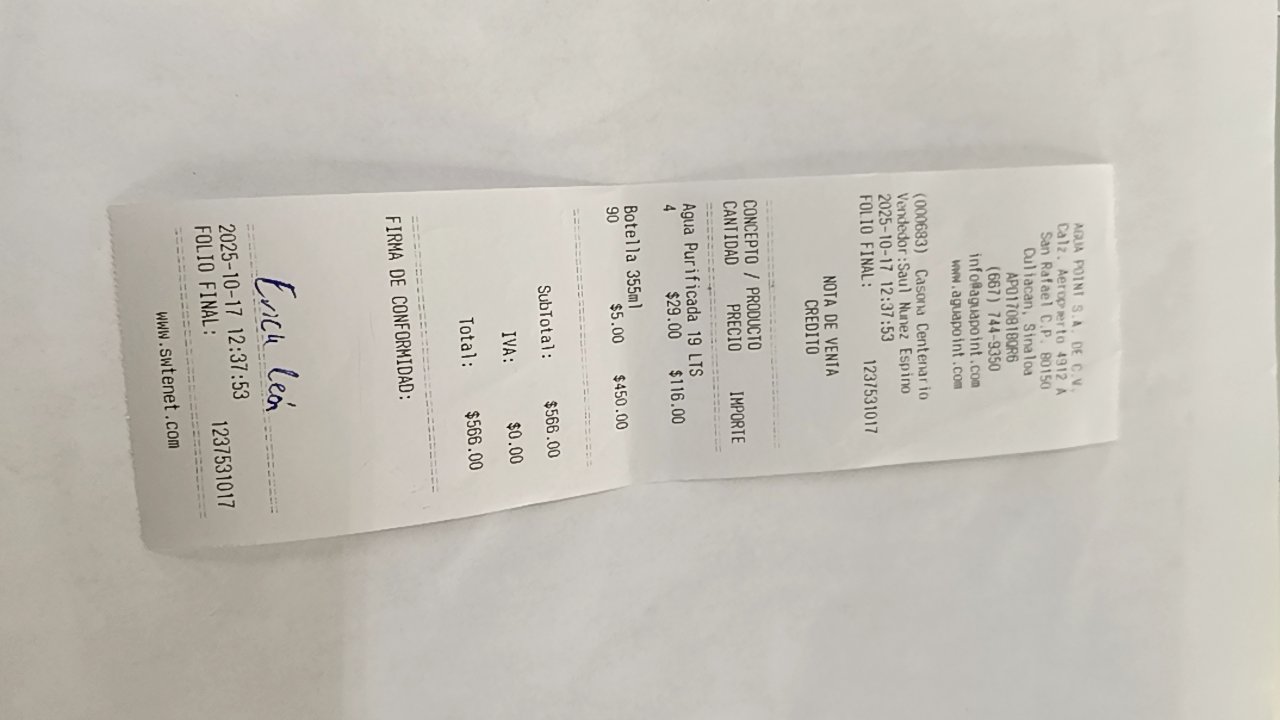 AGUA POINT S.A. DE C.V.
Calz. Aeropuerto 4912 A
San Rafael C.P. 80150
Culiacan, Sinaloa
APO170818QR6
(667) 744-9350
info@aguapoint.com
www.aguapoint.com
(000683) Casona Centenario
Vendedor:Saul Nunez Espino
2025-10-17 12:37:53
FOLIO FINAL: 1237531017
NOTA DE VENTA
CREDITO
CONCEPTO / PRODUCTO
CANTIDAD PRECIO IMPORTE
Agua Purificada 19 LTS
4 $29.00 $116.00
Botella 355ml
90 $5.00 $450.00
SubTotal: $566.00
IVA: $0.00
Total: $566.00
FIRMA DE CONFORMIDAD:
Erick León
2025-10-17 12:37:53
FOLIO FINAL: 1237531017
www.swtenet.com